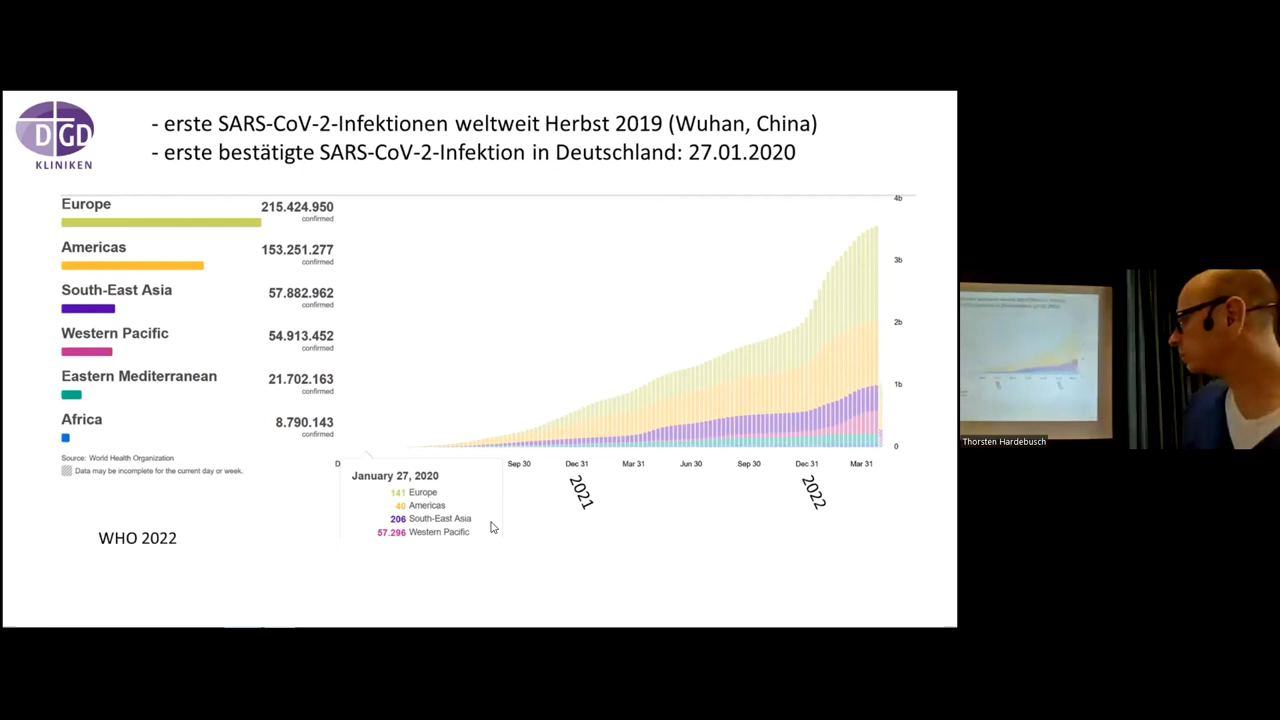 DGD
KLINIKEN
- erste SARS-CoV-2-Infektionen weltweit Herbst 2019 (Wuhan, China)
- erste bestätigte SARS-CoV-2-Infektion in Deutschland: 27.01.2020
Europe 215.424.950
confirmed
Americas 153.251.277
confirmed
South-East Asia 57.882.962
confirmed
Western Pacific 54.913.452
confirmed
Eastern Mediterranean 21.702.163
confirmed
Africa 8.790.143
confirmed
Source: World Health Organization
Data may be incomplete for the current day or week.
WHO 2022
4b
3b
2b
1b
0
D Sep 30 Dec 31 Mar 31 Jun 30 Sep 30 Dec 31 Mar 31
2021 2022
January 27, 2020
141 Europe
40 Americas
206 South-East Asia
57.296 Western Pacific
Thorsten Hardebusch